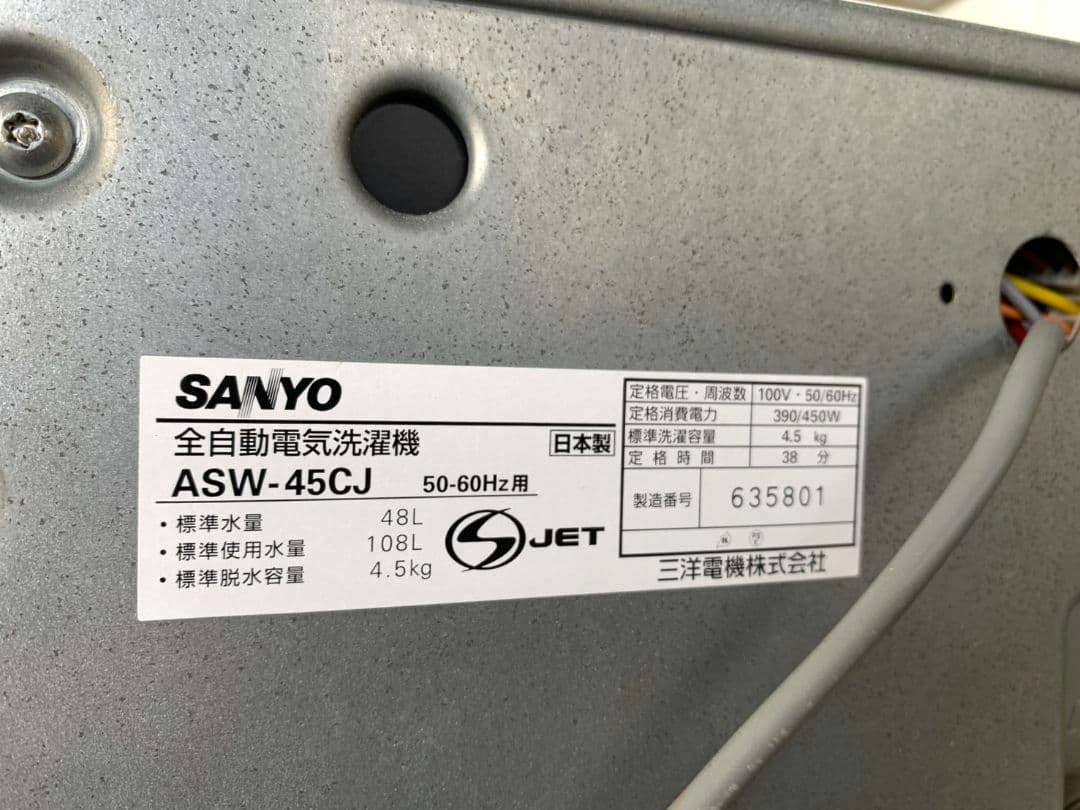 SANYO
全自動電気洗濯機 日本製
ASW-45CJ 50-60Hz用
・標準水量 48L
・標準使用水量 108L
・標準脱水容量 4.5kg
JET
定格電圧・周波数 100V・50/60Hz
定格消費電力 390/450W
標準洗濯容量 4.5 kg
定格時間 38 分
製造番号 635801
三洋電機株式会社